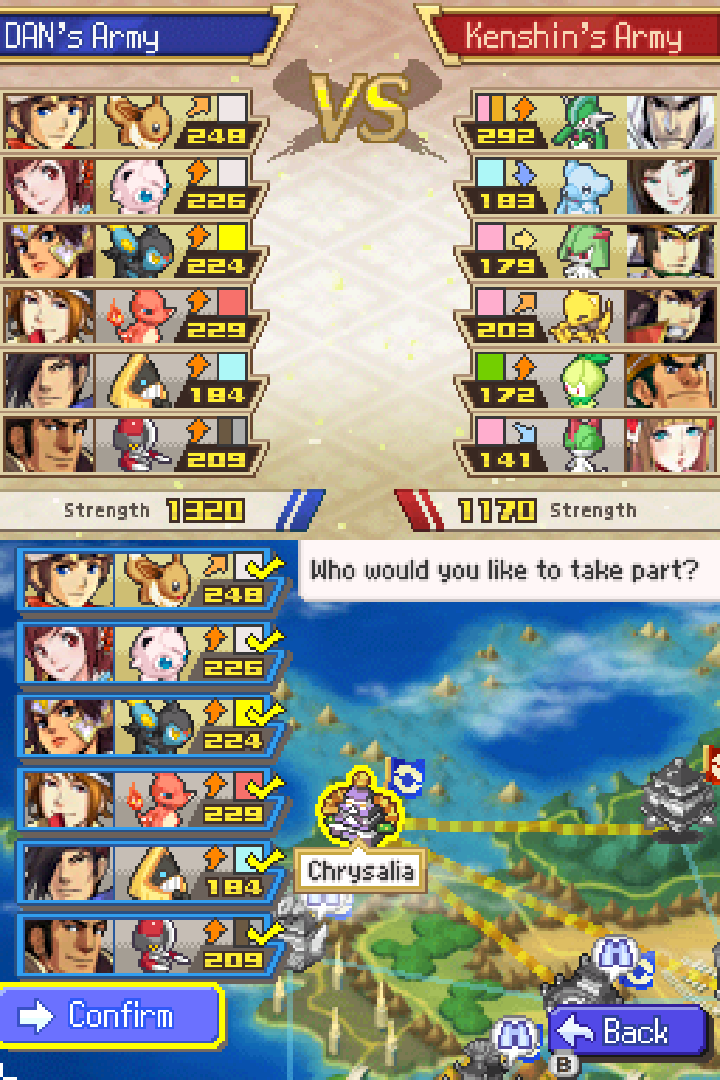 DAN's Army
Kenshin's Army
VS
248
292
226
183
224
179
229
203
184
172
209
141
Strength 1320
1170 Strength
Who would you like to take part?
248
226
224
229
184
209
Chrysalia
Confirm
Back
B